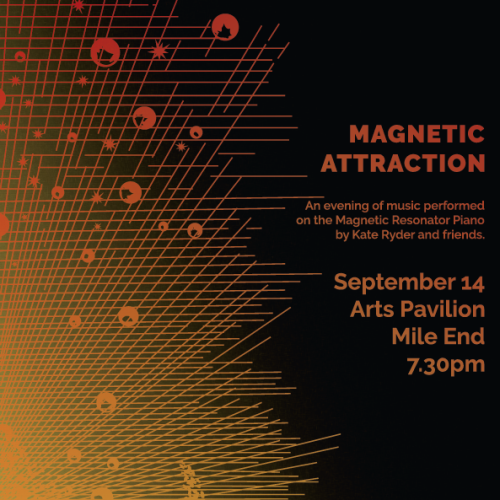 MAGNETIC
ATTRACTION
An evening of music performed
on the Magnetic Resonator Piano
by Kate Ryder and friends.
September 14
Arts Pavilion
Mile End
7.30pm